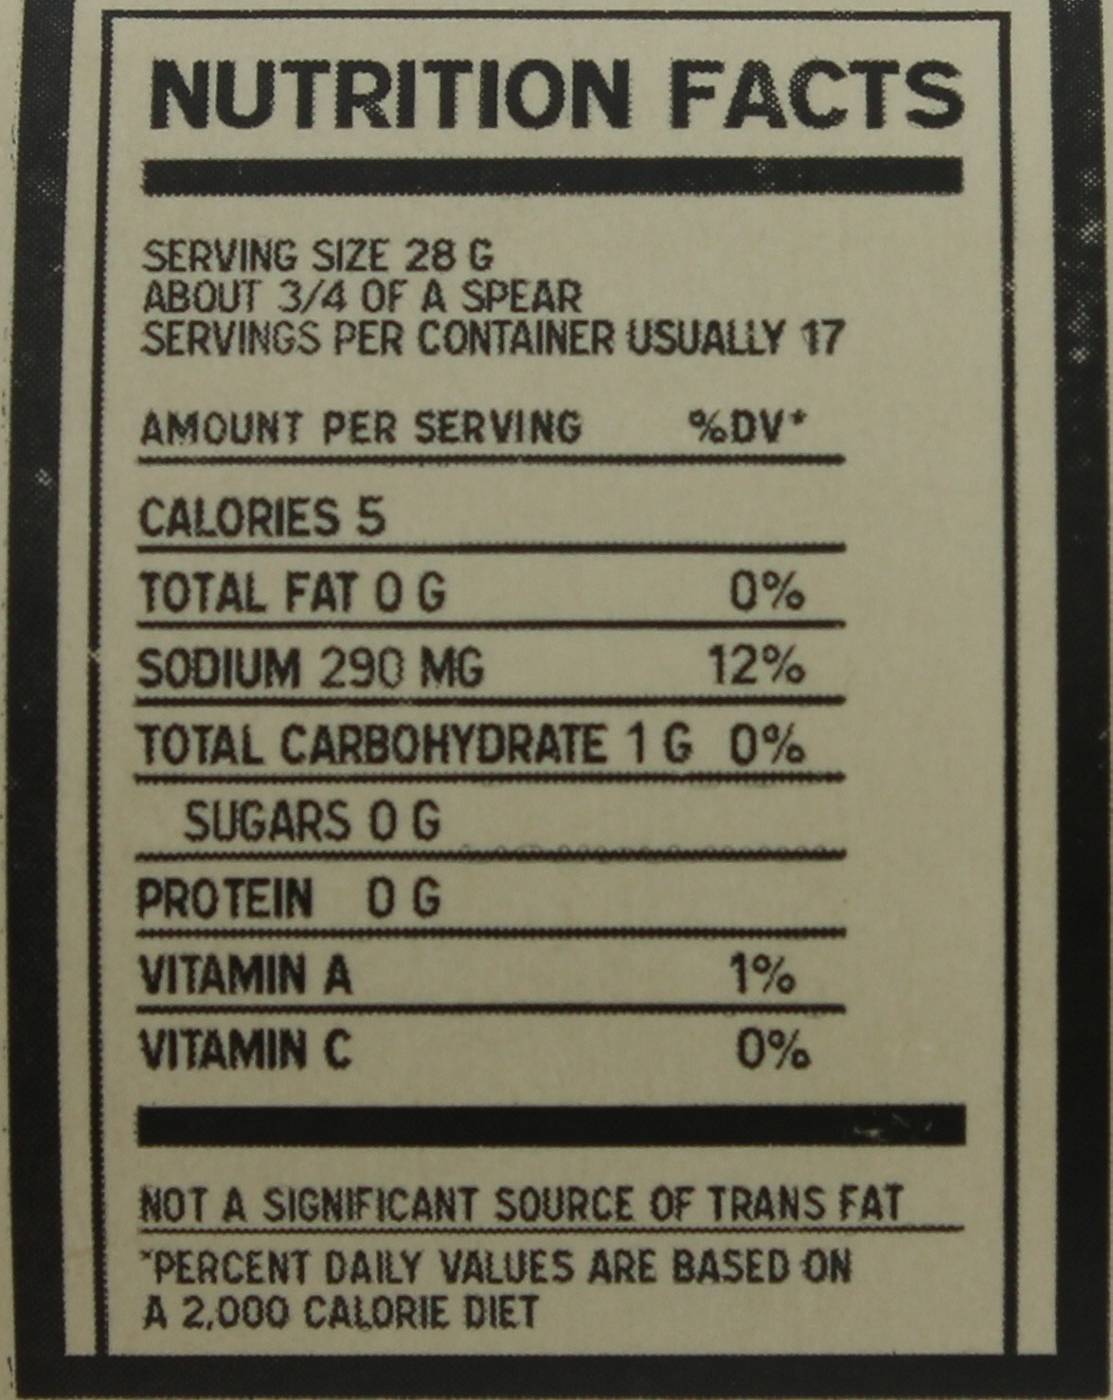 NUTRITION FACTS
SERVING SIZE 28 G
ABOUT 3/4 OF A SPEAR
SERVINGS PER CONTAINER USUALLY 17
AMOUNT PER SERVING %DV*
CALORIES 5
TOTAL FAT 0 G 0%
SODIUM 290 MG 12%
TOTAL CARBOHYDRATE 1 G 0%
SUGARS 0 G
PROTEIN 0 G
VITAMIN A 1%
VITAMIN C 0%
NOT A SIGNIFICANT SOURCE OF TRANS FAT
*PERCENT DAILY VALUES ARE BASED ON
A 2,000 CALORIE DIET